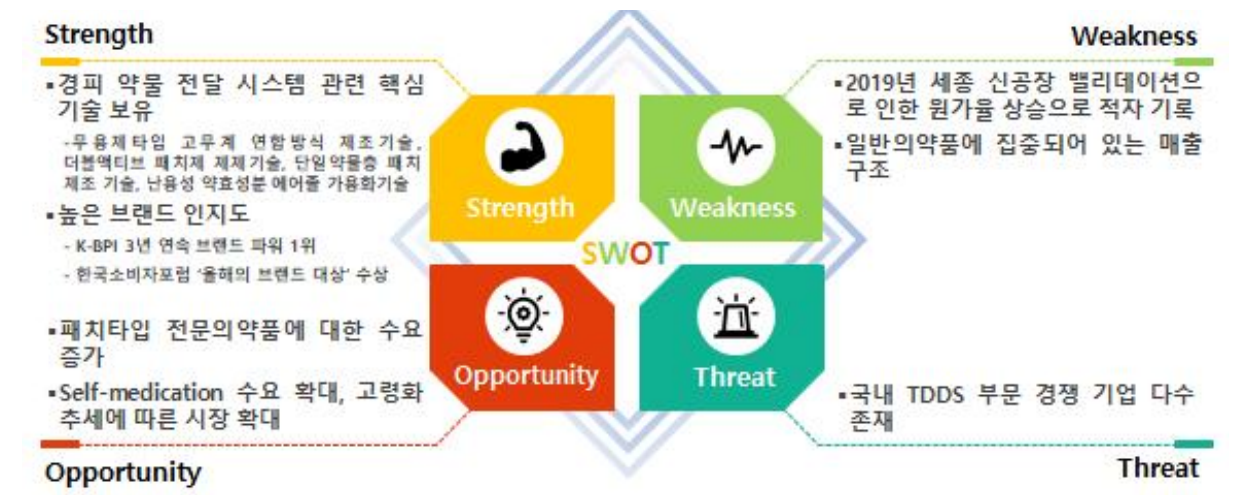 Strength
▪경피 약물 전달 시스템 관련 핵심
기술 보유
-무용제타입 고무계 연합방식 제조기술,
더블액티브 패치제 제제기술, 단일약물층 패치
제조 기술, 난용성 약효성분 에어졸 가용화기술
▪높은 브랜드 인지도
- K-BPI 3년 연속 브랜드 파워 1위
- 한국소비자포럼 '올해의 브랜드 대상' 수상
Weakness
▪2019년 세종 신공장 밸리데이션으
로 인한 원가율 상승으로 적자 기록
▪일반의약품에 집중되어 있는 매출
구조
Strength
Weakness
SWOT
Opportunity
Threat
▪패치타입 전문의약품에 대한 수요
증가
▪Self-medication 수요 확대, 고령화
추세에 따른 시장 확대
Opportunity
▪국내 TDDS 부문 경쟁 기업 다수
존재
Threat